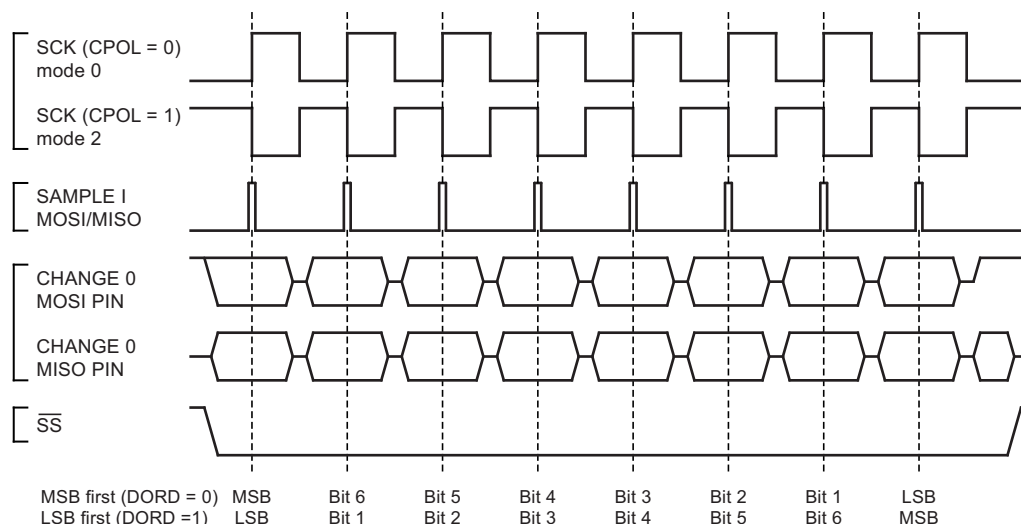 SCK (CPOL = 0)
mode 0
SCK (CPOL = 1)
mode 2
SAMPLE I
MOSI/MISO
CHANGE 0
MOSI PIN
CHANGE 0
MISO PIN
SS
MSB first (DORD = 0) MSB Bit 6 Bit 5 Bit 4 Bit 3 Bit 2 Bit 1 LSB
LSB first (DORD =1) LSB Bit 1 Bit 2 Bit 3 Bit 4 Bit 5 Bit 6 MSB